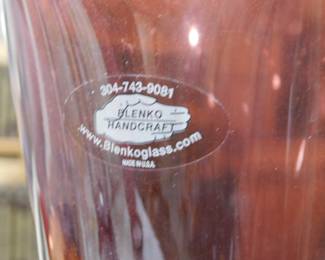 304-743-9081
BLENKO
HANDCRAFT
www.Blenkoglass.com
MADE IN U.S.A.